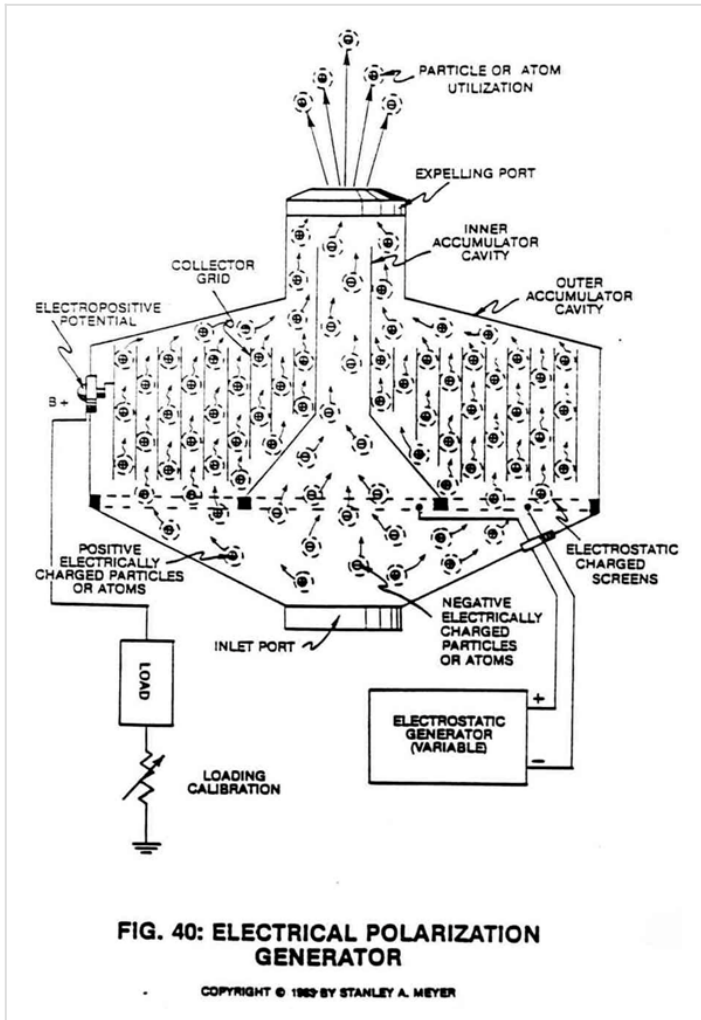 PARTICLE OR ATOM
UTILIZATION
EXPELLING PORT
INNER
ACCUMULATOR
CAVITY
COLLECTOR
GRID
OUTER
ACCUMULATOR
CAVITY
ELECTROPOSITIVE
POTENTIAL
B+
POSITIVE
ELECTRICALLY
CHARGED PARTICLES
OR ATOMS
ELECTROSTATIC
CHARGED
SCREENS
NEGATIVE
ELECTRICALLY
CHARGED
PARTICLES
OR ATOMS
INLET PORT
LOAD
+
ELECTROSTATIC
GENERATOR
(VARIABLE)
-
LOADING
CALIBRATION
FIG. 40: ELECTRICAL POLARIZATION
GENERATOR
COPYRIGHT © 1983 BY STANLEY A. MEYER